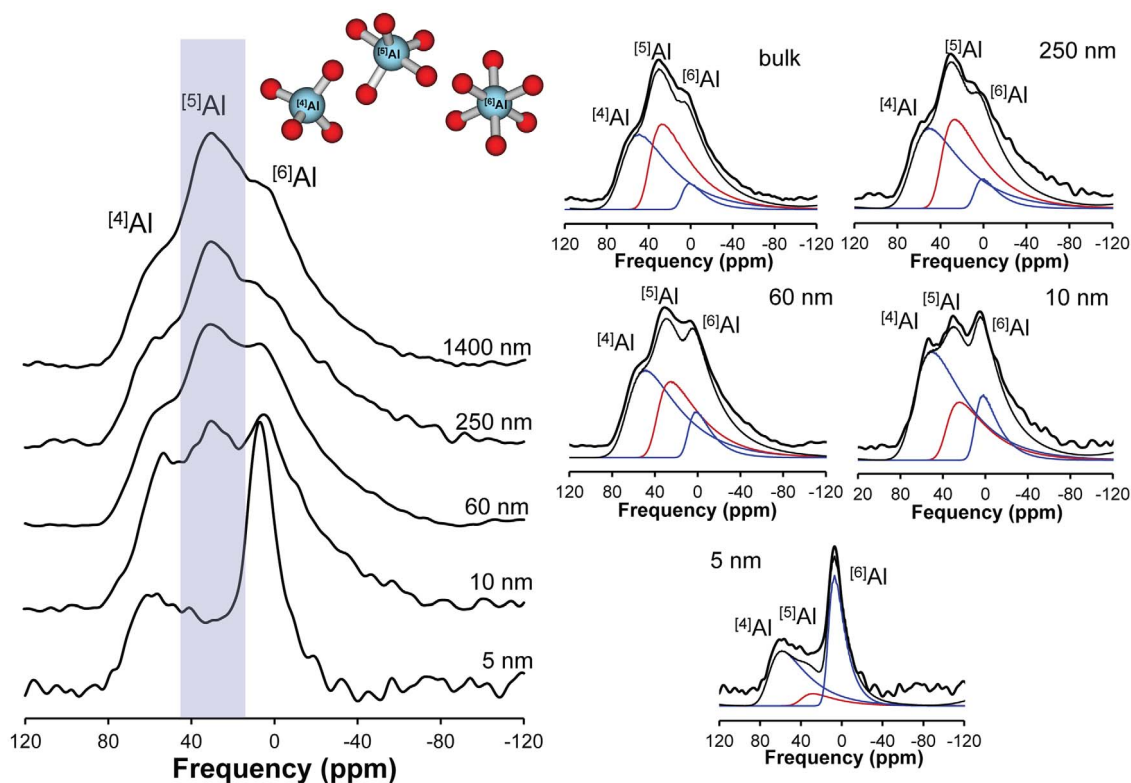 [4]Al
[5]Al
[6]Al
[5]Al
[6]Al
[4]Al
1400 nm
250 nm
60 nm
10 nm
5 nm
120 80 40 0 -40 -80 -120
Frequency (ppm)
bulk
[5]Al
[6]Al
[4]Al
120 80 40 0 -40 -80 -120
Frequency (ppm)
250 nm
[5]Al
[6]Al
[4]Al
120 80 40 0 -40 -80 -120
Frequency (ppm)
60 nm
[5]Al
[6]Al
[4]Al
120 80 40 0 -40 -80 -120
Frequency (ppm)
10 nm
[5]Al
[4]Al
[6]Al
20 80 40 0 -40 -80 -120
Fequency (ppm)
5 nm
[6]Al
[4]Al
[5]Al
120 80 40 0 -40 -80 -120
Frequency (ppm)